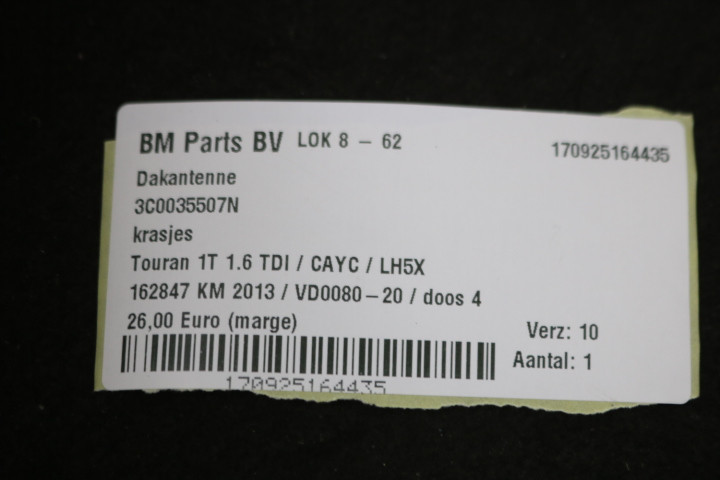 BM Parts BV LOK 8 - 62
170925164435
Dakantenne
3C0035507N
krasjes
Touran 1T 1.6 TDI / CAYC / LH5X
162847 KM 2013 / VD0080-20 / doos 4
26,00 Euro (marge)
Verz: 10
Aantal: 1
170925164435